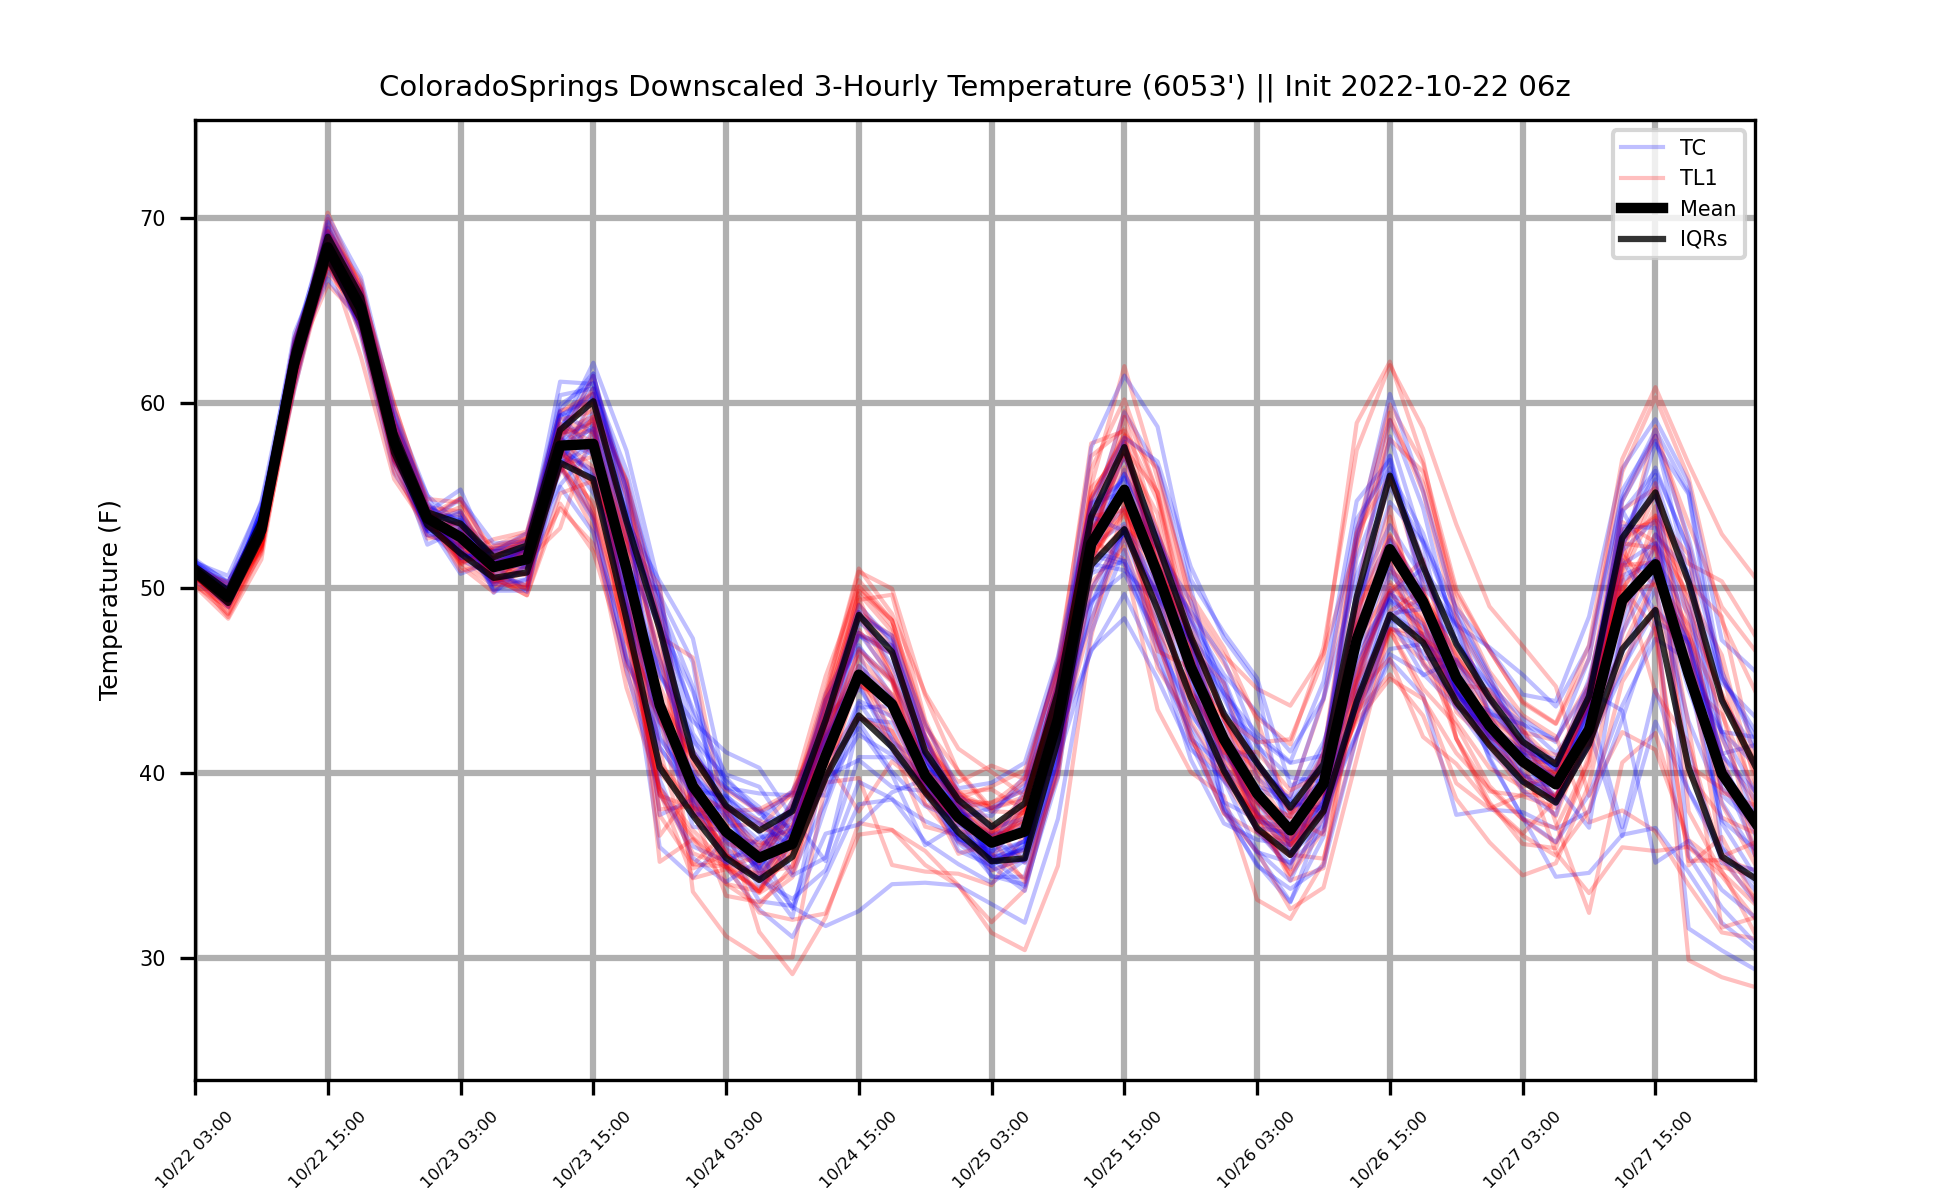 ColoradoSprings Downscaled 3-Hourly Temperature (6053') || Init 2022-10-22 06z
TC
TL1
Mean
IQRs
Temperature (F)
70
60
50
40
30
10/22 03:00
10/22 15:00
10/23 03:00
10/23 15:00
10/24 03:00
10/24 15:00
10/25 03:00
10/25 15:00
10/26 03:00
10/26 15:00
10/27 03:00
10/27 15:00